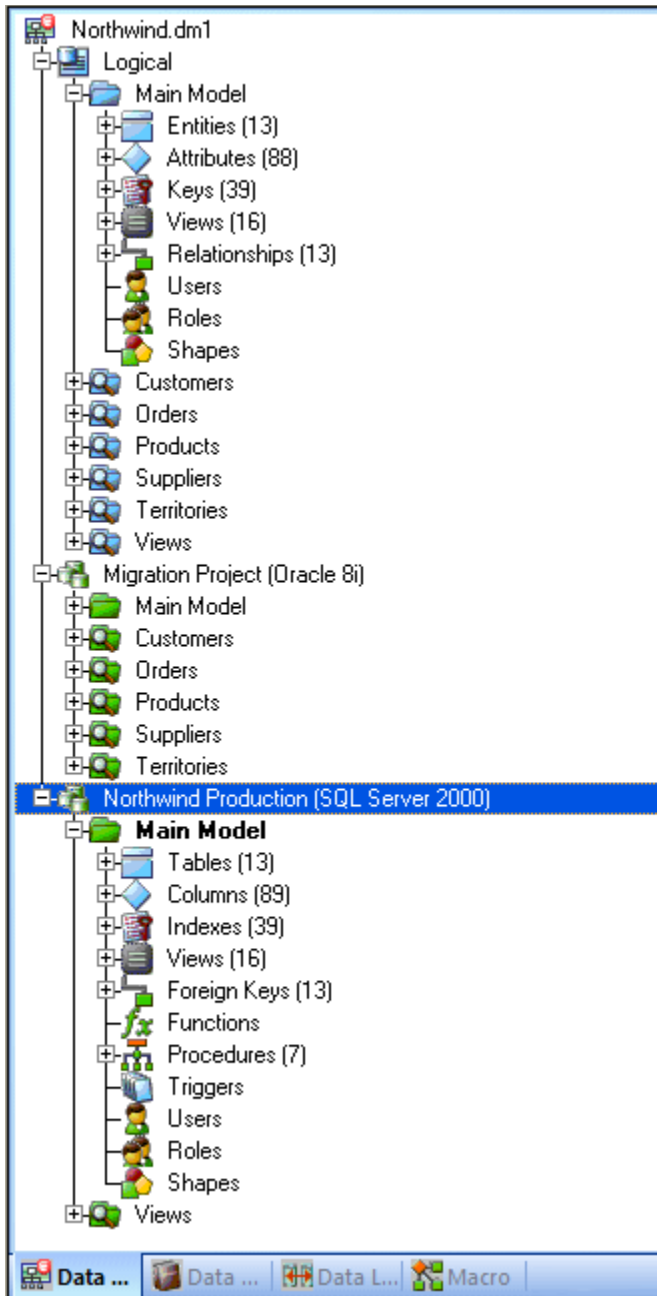 Northwind.dm1
Logical
Main Model
Entities (13)
Attributes (88)
Keys (39)
Views (16)
Relationships (13)
Users
Roles
Shapes
Customers
Orders
Products
Suppliers
Territories
Views
Migration Project (Oracle 8i)
Main Model
Customers
Orders
Products
Suppliers
Territories
Northwind Production (SQL Server 2000)
Main Model
Tables (13)
Columns (89)
Indexes (39)
Views (16)
Foreign Keys (13)
Functions
Procedures (7)
Triggers
Users
Roles
Shapes
Views
Data ... Data ... Data L... Macro